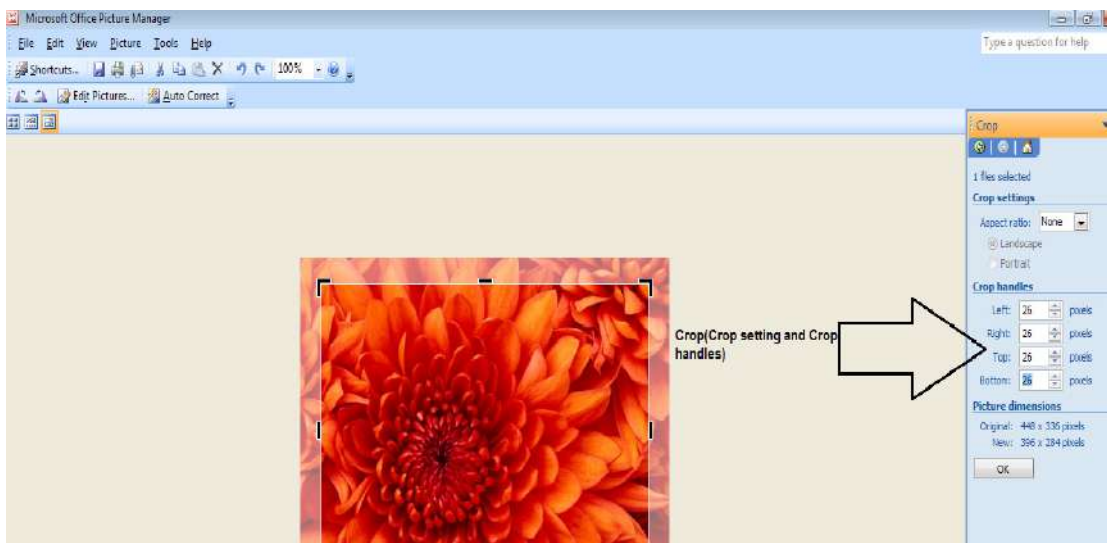 Microsoft Office Picture Manager
File Edit View Picture Tools Help
Type a question for help
Shortcuts... 100%
Edit Pictures... Auto Correct
Crop
1 files selected
Crop settings
Aspect ratio: None
Landscape
Portrait
Crop handles
Left: 26 pixels
Right: 26 pixels
Top: 26 pixels
Bottom: 26 pixels
Picture dimensions
Original: 448 x 336 pixels
New: 396 x 284 pixels
OK
Crop(Crop setting and Crop
handles)